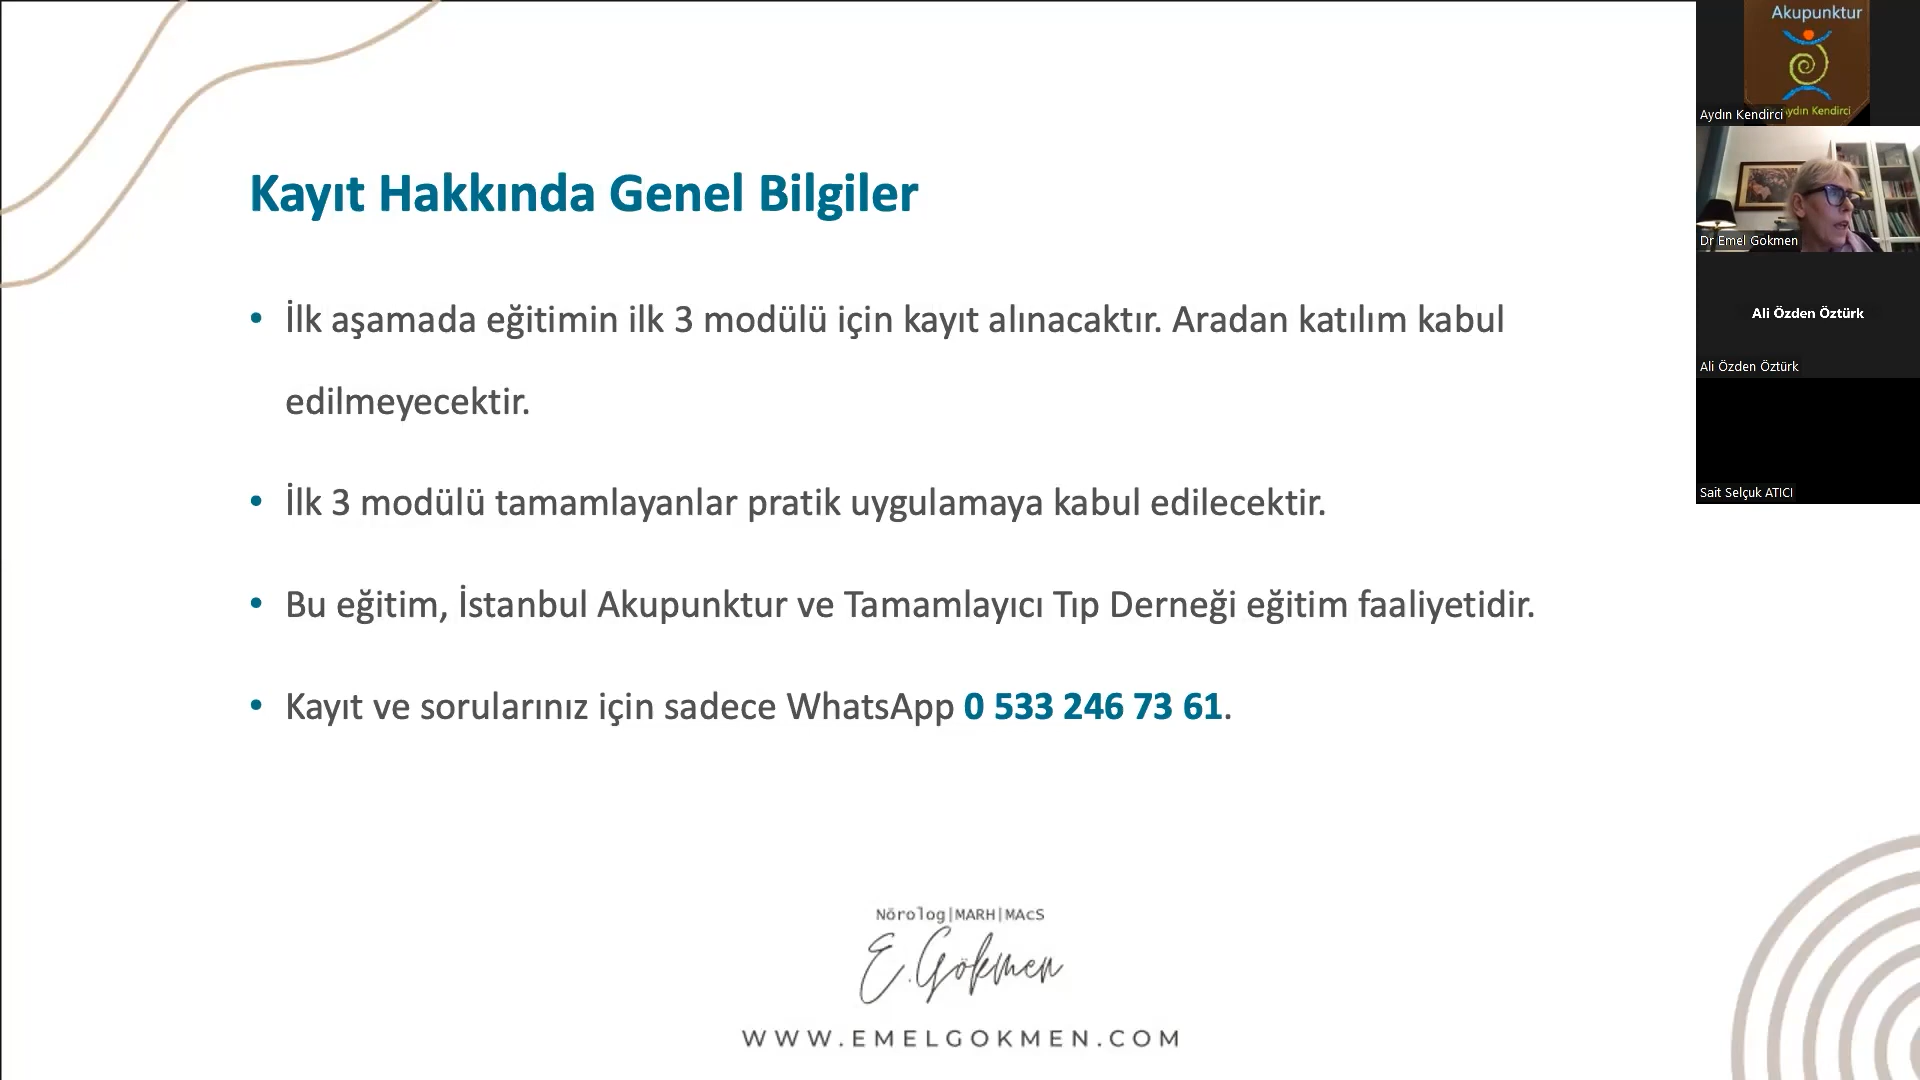 Kayıt Hakkında Genel Bilgiler
• İlk aşamada eğitimin ilk 3 modülü için kayıt alınacaktır. Aradan katılım kabul
edilmeyecektir.
• İlk 3 modülü tamamlayanlar pratik uygulamaya kabul edilecektir.
• Bu eğitim, İstanbul Akupunktur ve Tamamlayıcı Tıp Derneği eğitim faaliyetidir.
• Kayıt ve sorularınız için sadece WhatsApp 0 533 246 73 61.
Nörolog|MARH|MAcS
E.Gökmen
WWW.EMELGOKMEN.COM
Akupunktur
Aydın Kendirci
Aydın Kendirci
Dr Emel Gokmen
Ali Özden Öztürk
Ali Özden Öztürk
Sait Selçuk ATICI